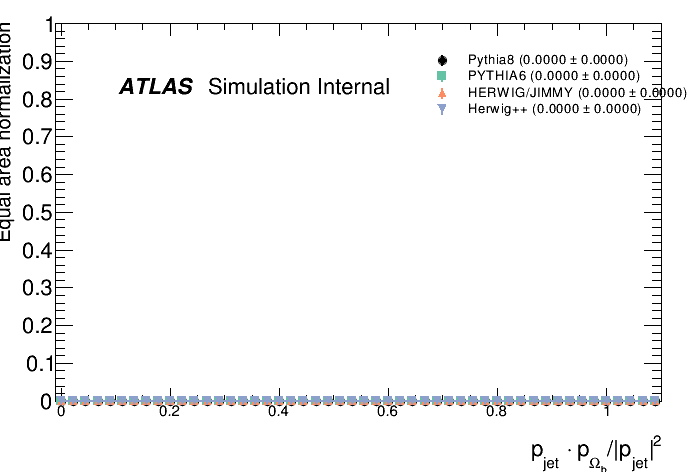 Equal area normalization
1
0.9
0.8
0.7
0.6
0.5
0.4
0.3
0.2
0.1
0
ATLAS Simulation Internal
Pythia8 (0.0000 ± 0.0000)
PYTHIA6 (0.0000 ± 0.0000)
HERWIG/JIMMY (0.0000 ± 0.0000)
Herwig++ (0.0000 ± 0.0000)
0 0.2 0.4 0.6 0.8 1
p_jet · p_Ω_b/|p_jet|²